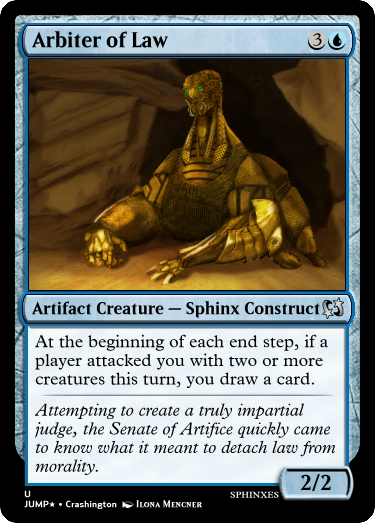 Arbiter of Law 3
Artifact Creature — Sphinx Construct
At the beginning of each end step, if a
player attacked you with two or more
creatures this turn, you draw a card.
Attempting to create a truly impartial
judge, the Senate of Artifice quickly came
to know what it meant to detach law from
morality.
2/2
U SPHINXES
JUMP★ • Crashington Ilona Mencner